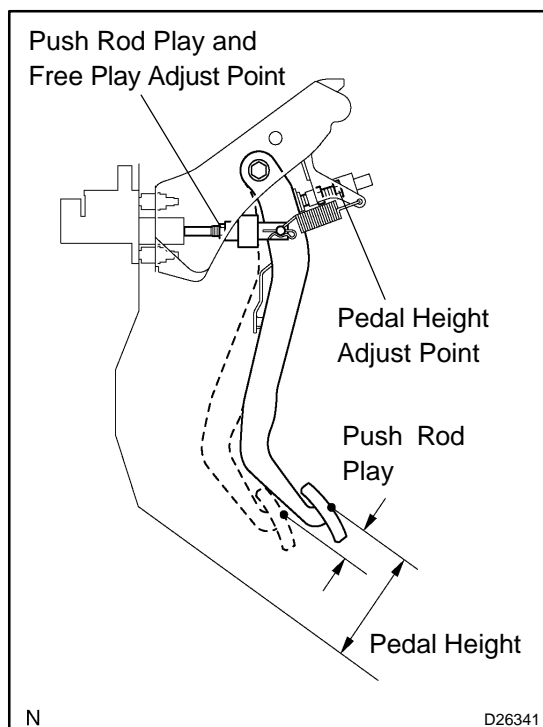 Push Rod Play and
Free Play Adjust Point
Pedal Height
Adjust Point
Push Rod
Play
Pedal Height
N
D26341